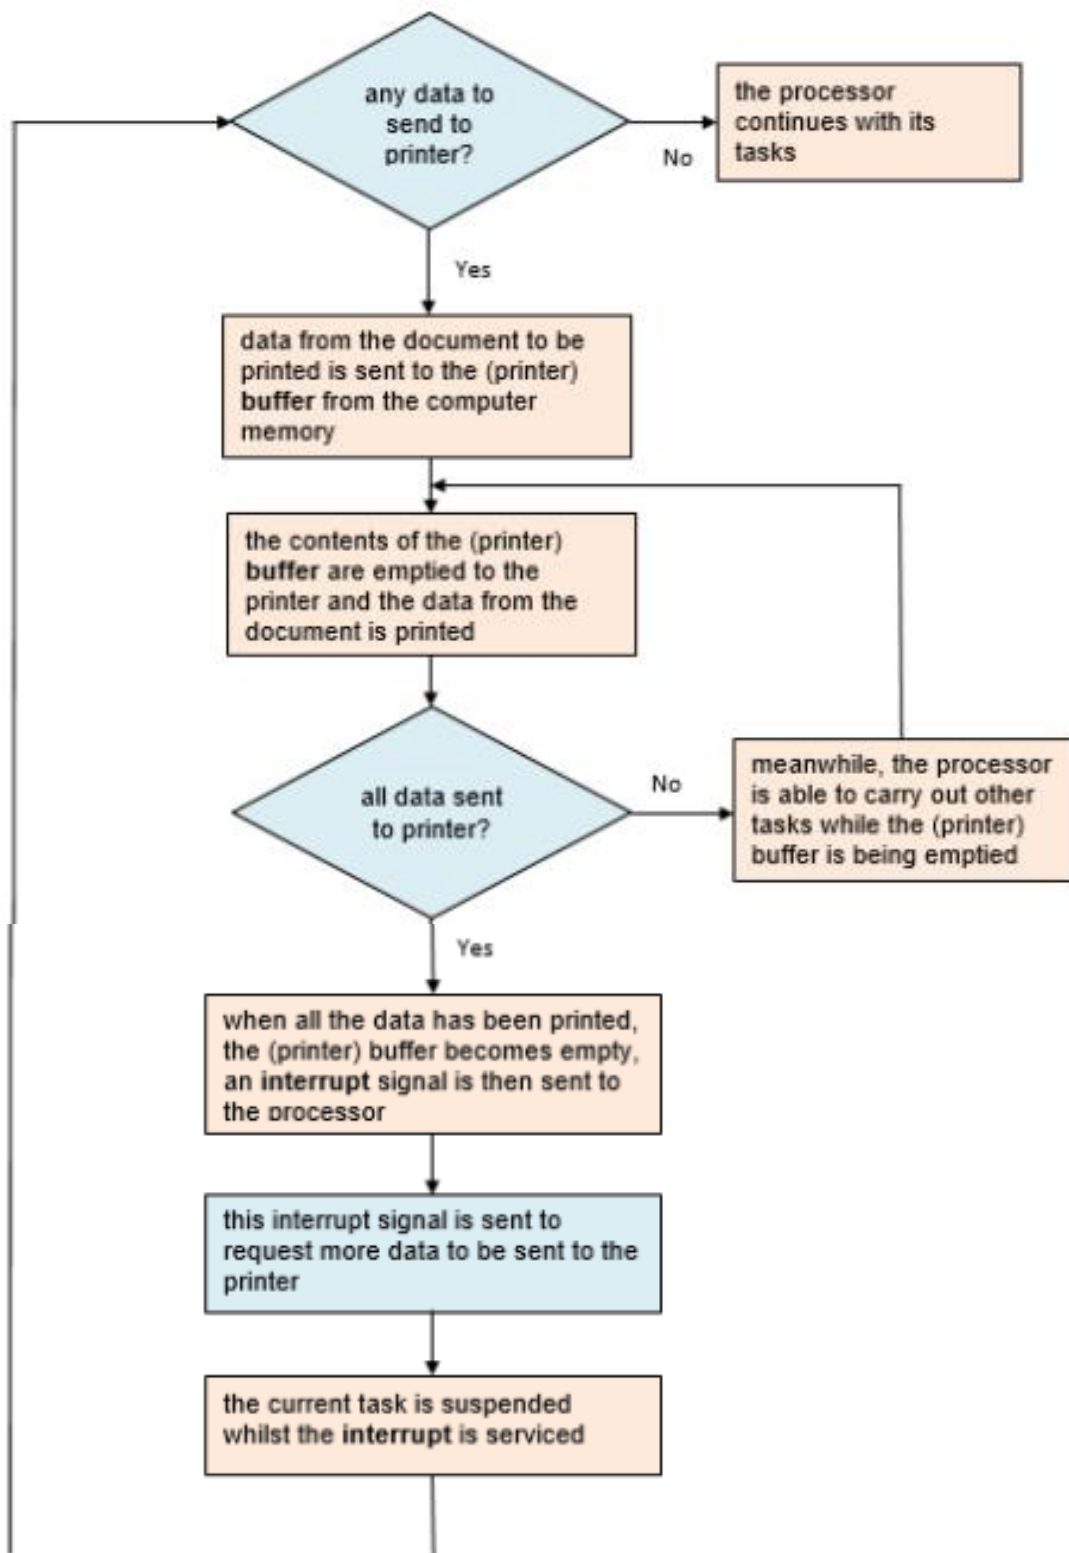 any data to
send to
printer?
No
the processor
continues with its
tasks
Yes
data from the document to be
printed is sent to the (printer)
buffer from the computer
memory
the contents of the (printer)
buffer are emptied to the
printer and the data from the
document is printed
all data sent
to printer?
No
meanwhile, the processor
is able to carry out other
tasks while the (printer)
buffer is being emptied
Yes
when all the data has been printed,
the (printer) buffer becomes empty,
an interrupt signal is then sent to
the processor
this interrupt signal is sent to
request more data to be sent to the
printer
the current task is suspended
whilst the interrupt is serviced